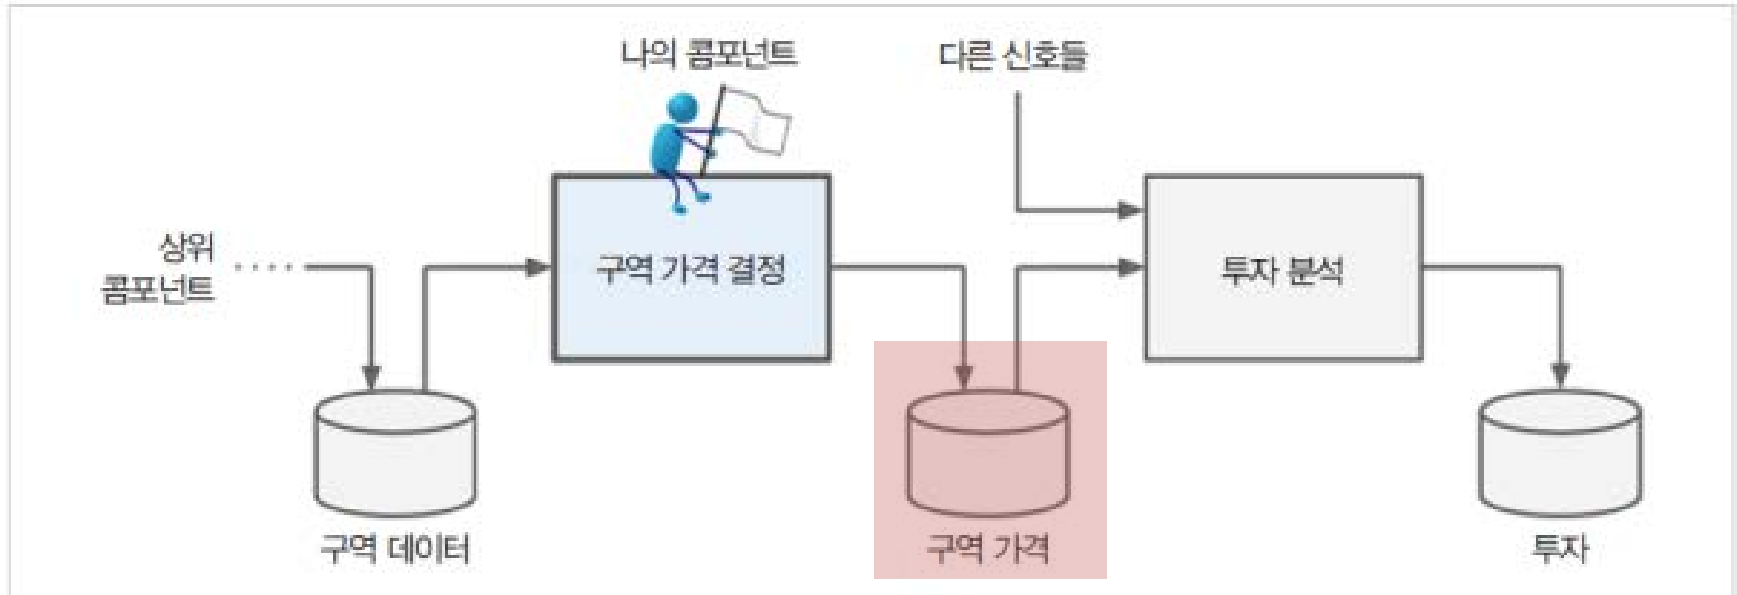 나의 콤포넌트
다른 신호들
상위
콤포넌트
구역 가격 결정
투자 분석
구역 데이터
구역 가격
투자